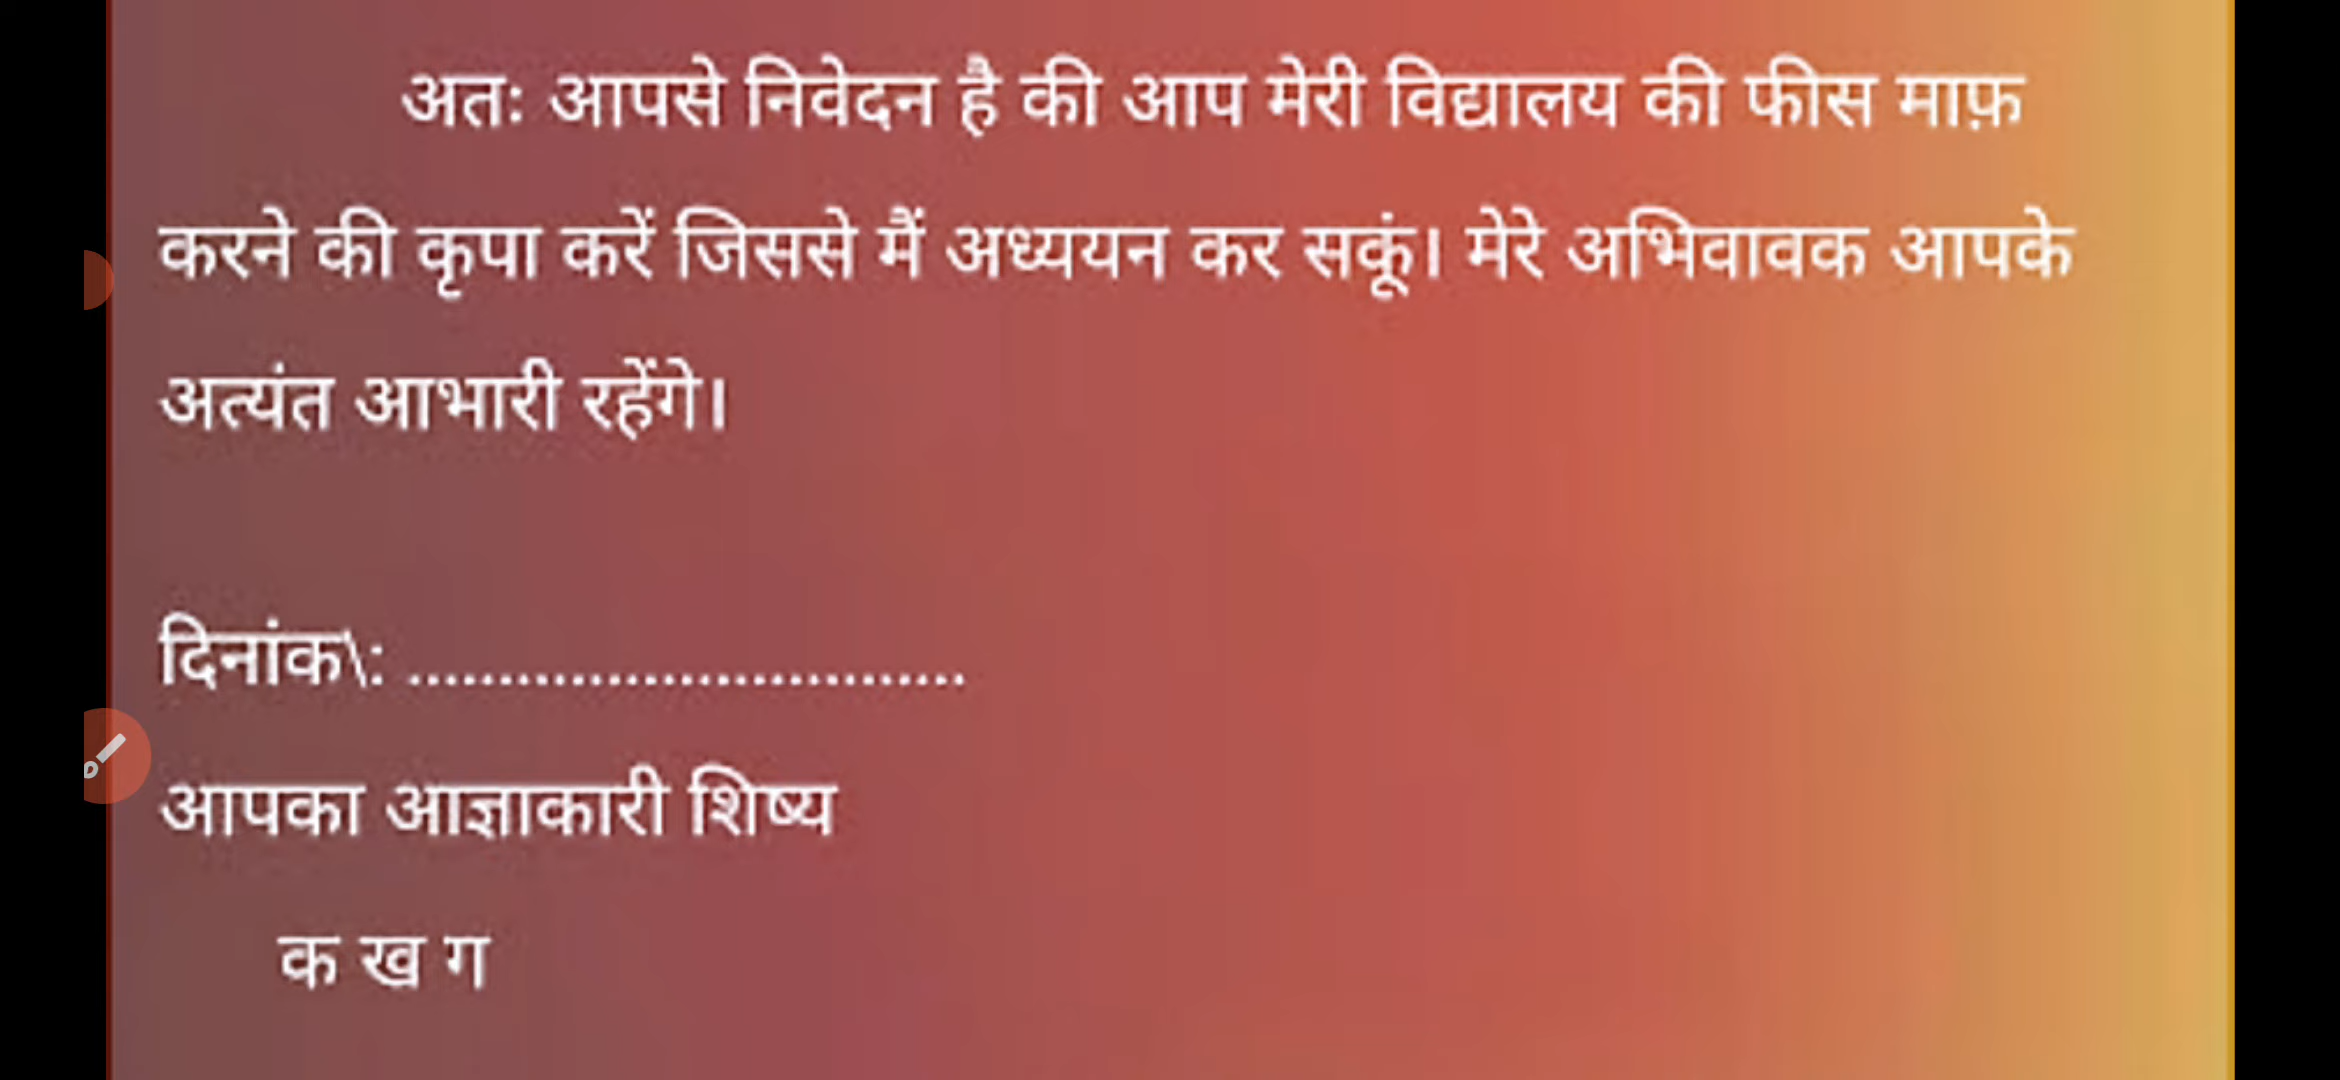 अतः आपसे निवेदन है की आप मेरी विद्यालय की फीस माफ़
करने की कृपा करें जिससे मैं अध्ययन कर सकूं। मेरे अभिवावक आपके
अत्यंत आभारी रहेंगे।
दिनांक\: ......................................
आपका आज्ञाकारी शिष्य
क ख ग